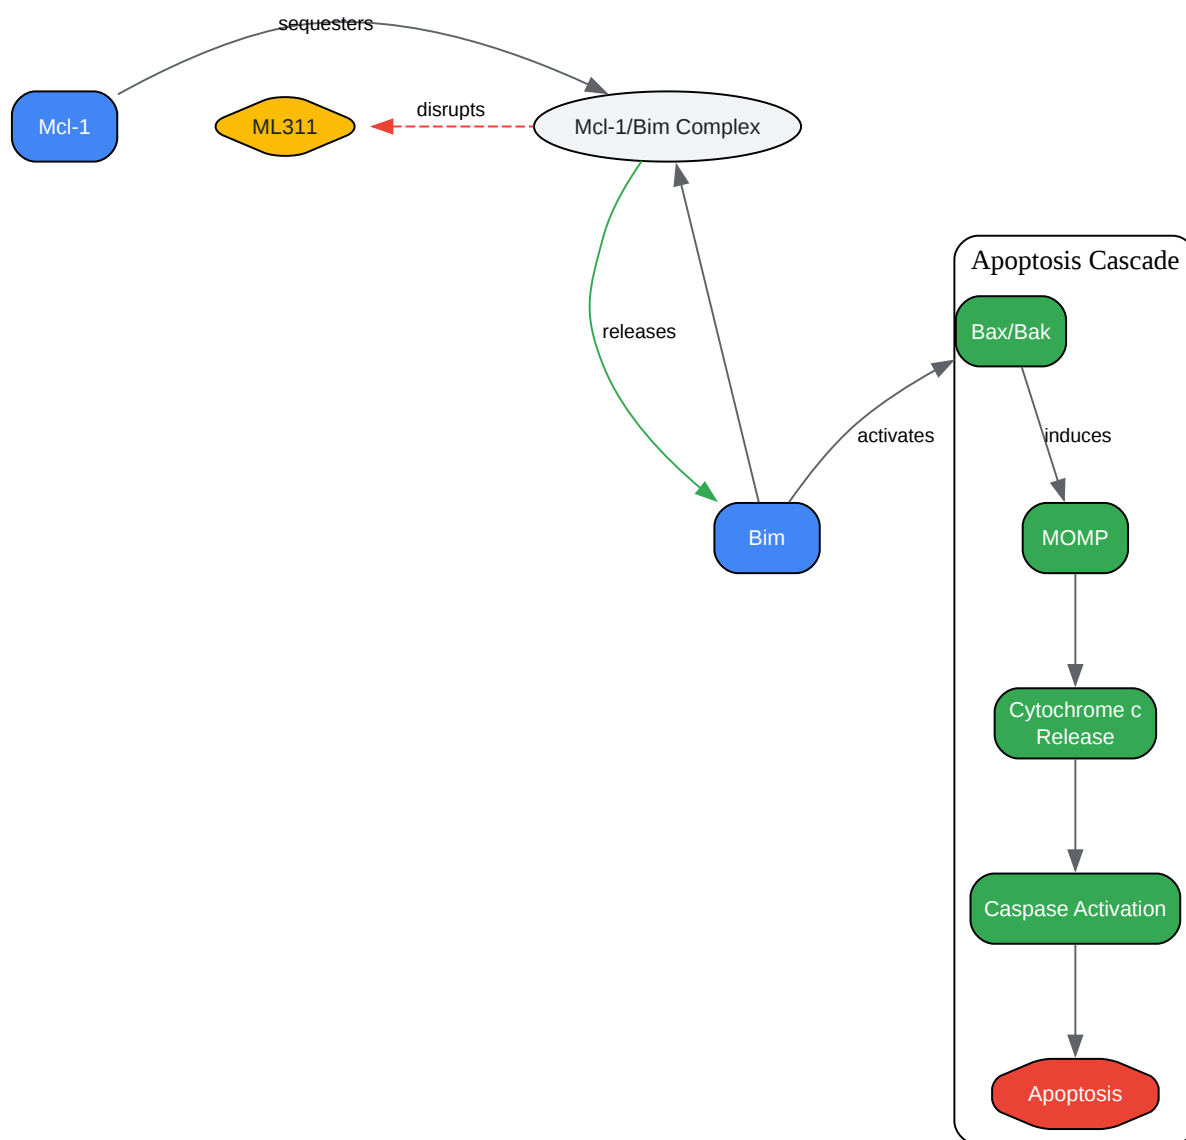 sequesters
Mcl-1
ML311
disrupts
Mcl-1/Bim Complex
Apoptosis Cascade
Bax/Bak
releases
activates
induces
Bim
MOMP
Cytochrome c
Release
Caspase Activation
Apoptosis